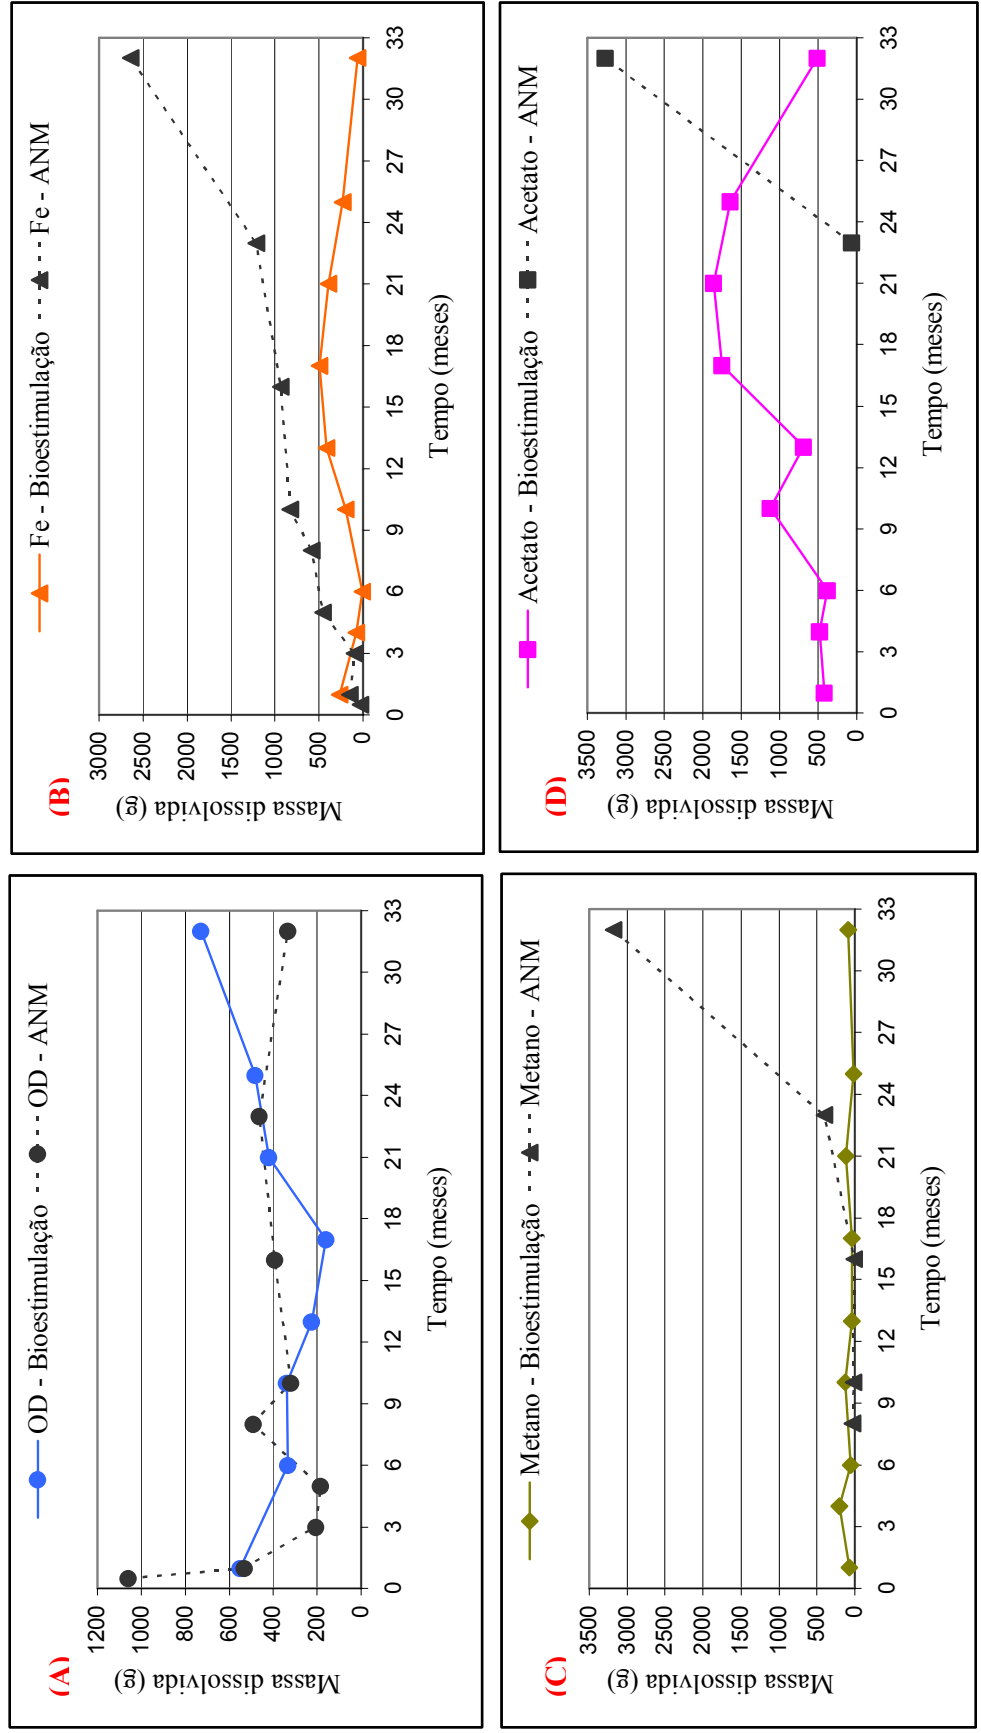 (A)
OD - Bioestimulação OD - ANM
Massa dissolvida (g)
1200
1000
800
600
400
200
0
0 3 6 9 12 15 18 21 24 27 30 33
Tempo (meses)
(B)
Fe - Bioestimulação Fe - ANM
Massa dissolvida (g)
3000
2500
2000
1500
1000
500
0
0 3 6 9 12 15 18 21 24 27 30 33
Tempo (meses)
(C)
Metano - Bioestimulação Metano - ANM
Massa dissolvida (g)
3500
3000
2500
2000
1500
1000
500
0
0 3 6 9 12 15 18 21 24 27 30 33
Tempo (meses)
(D)
Acetato - Bioestimulação Acetato - ANM
Massa dissolvida (g)
3500
3000
2500
2000
1500
1000
500
0
0 3 6 9 12 15 18 21 24 27 30 33
Tempo (meses)